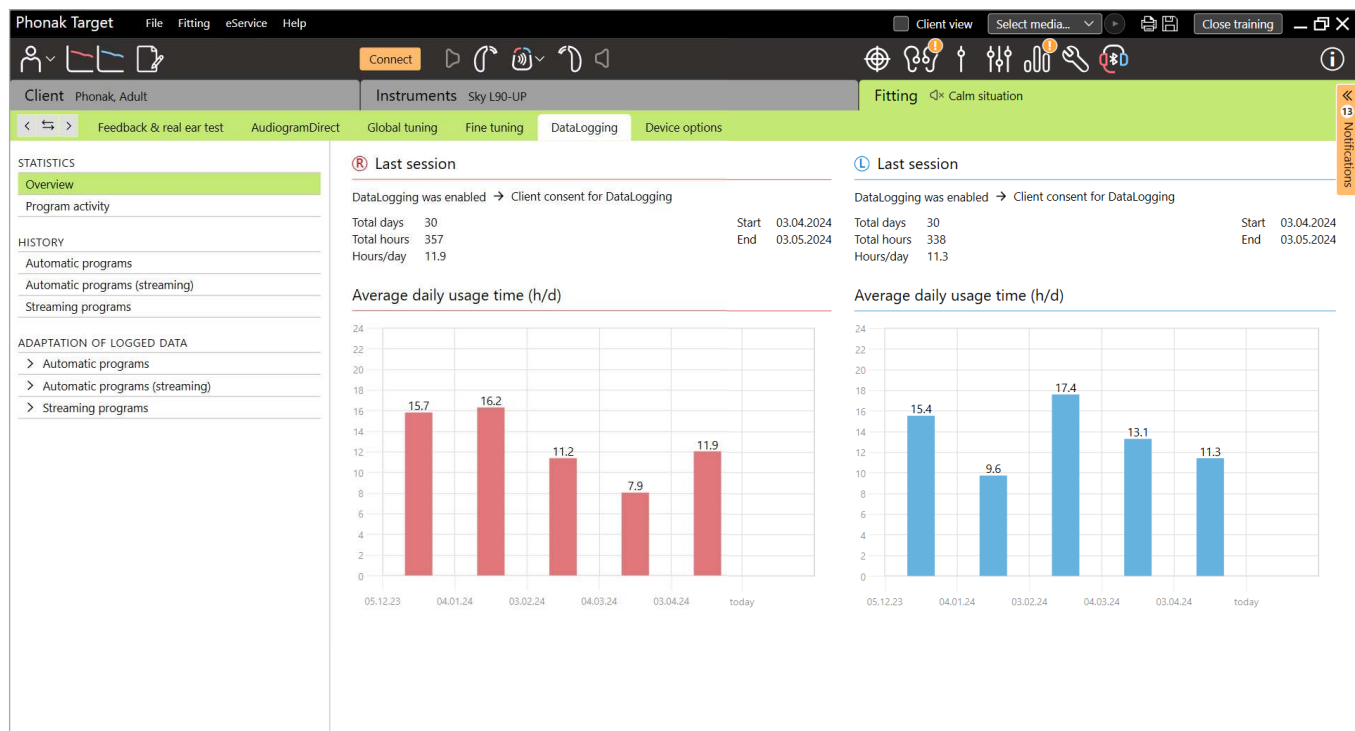 Phonak Target File Fitting eService Help Client view Select media... Close training
Connect
Client Phonak, Adult Instruments Sky L90-UP Fitting Calm situation
13 Notifications
Feedback & real ear test AudiogramDirect Global tuning Fine tuning DataLogging Device options
STATISTICS
Overview
Program activity
HISTORY
Automatic programs
Automatic programs (streaming)
Streaming programs
ADAPTATION OF LOGGED DATA
Automatic programs
Automatic programs (streaming)
Streaming programs
R Last session
DataLogging was enabled → Client consent for DataLogging
Total days 30 Start 03.04.2024
Total hours 357 End 03.05.2024
Hours/day 11.9
Average daily usage time (h/d)
24
22
20
18
16
14
12
10
8
6
4
2
0
15.7 16.2 11.2 7.9 11.9
05.12.23 04.01.24 03.02.24 04.03.24 03.04.24 today
L Last session
DataLogging was enabled → Client consent for DataLogging
Total days 30 Start 03.04.2024
Total hours 338 End 03.05.2024
Hours/day 11.3
Average daily usage time (h/d)
24
22
20
18
16
14
12
10
8
6
4
2
0
15.4 9.6 17.4 13.1 11.3
05.12.23 04.01.24 03.02.24 04.03.24 03.04.24 today